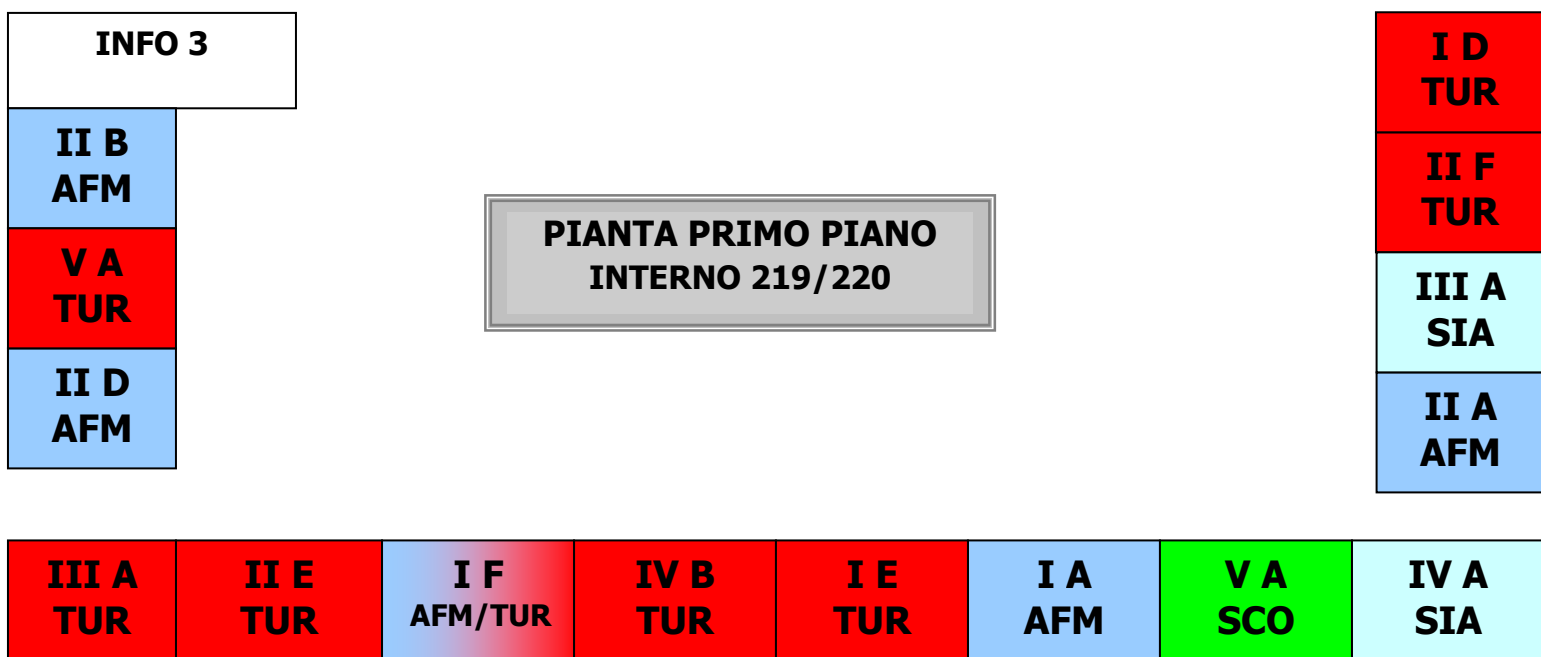 INFO 3
II B
AFM
V A
TUR
II D
AFM
PIANTA PRIMO PIANO
INTERNO 219/220
I D
TUR
II F
TUR
III A
SIA
II A
AFM
III A
TUR
II E
TUR
I F
AFM/TUR
IV B
TUR
I E
TUR
I A
AFM
V A
SCO
IV A
SIA